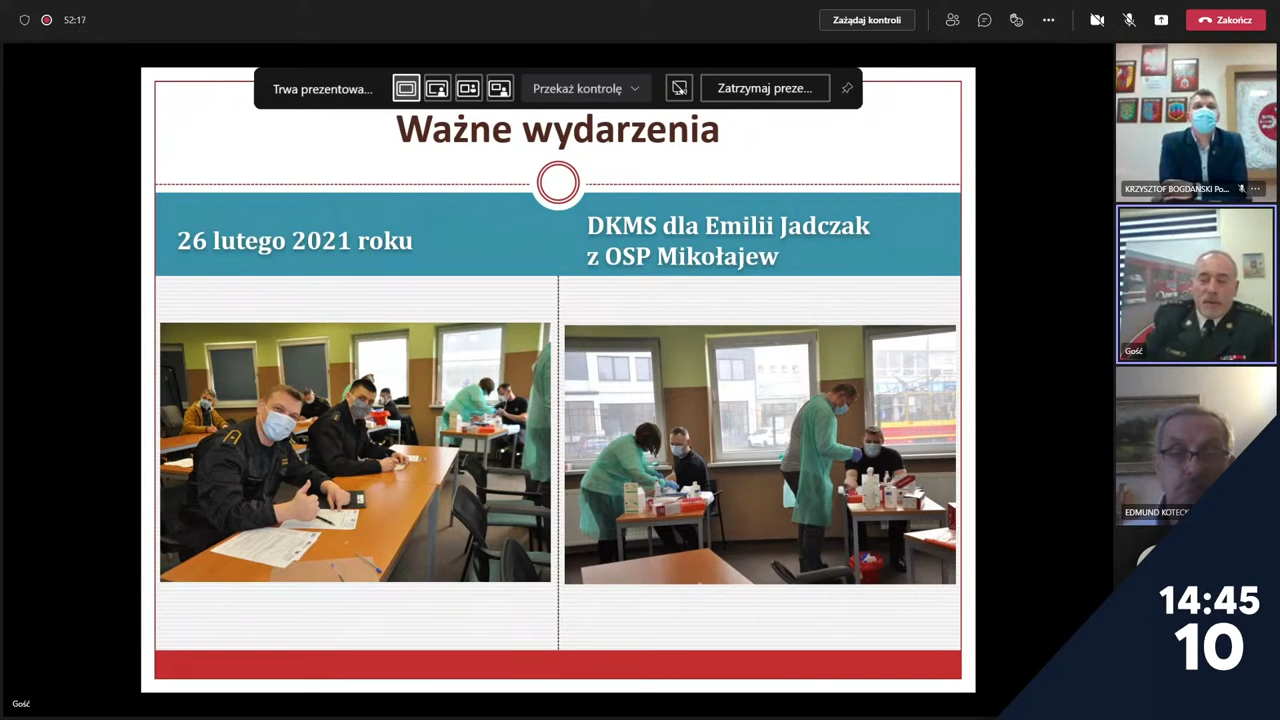 52:17
Zażądaj kontroli
Zakończ
Trwa prezentowa...
Przekaż kontrolę
Zatrzymaj preze...
Ważne wydarzenia
26 lutego 2021 roku
DKMS dla Emilii Jadczak
z OSP Mikołajew
KRZYSZTOF BOGDAŃSKI Po...
Gość
EDMUND KOTECK
14:45
10
Gość